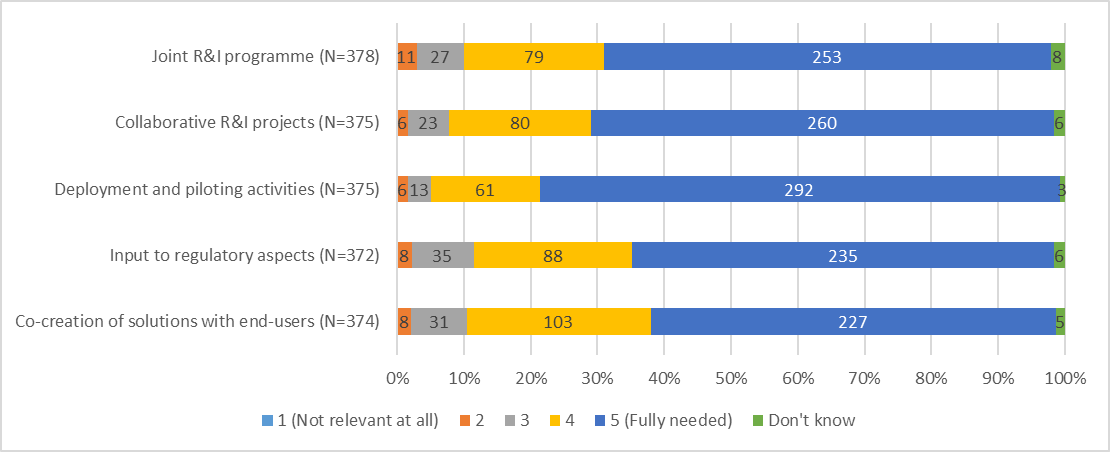 Joint R&I programme (N=378)
11 27 79 253 8
Collaborative R&I projects (N=375)
6 23 80 260 6
Deployment and piloting activities (N=375)
6 13 61 292 3
Input to regulatory aspects (N=372)
8 35 88 235 6
Co-creation of solutions with end-users (N=374)
8 31 103 227 5
0% 10% 20% 30% 40% 50% 60% 70% 80% 90% 100%
1 (Not relevant at all) 2 3 4 5 (Fully needed) Don't know